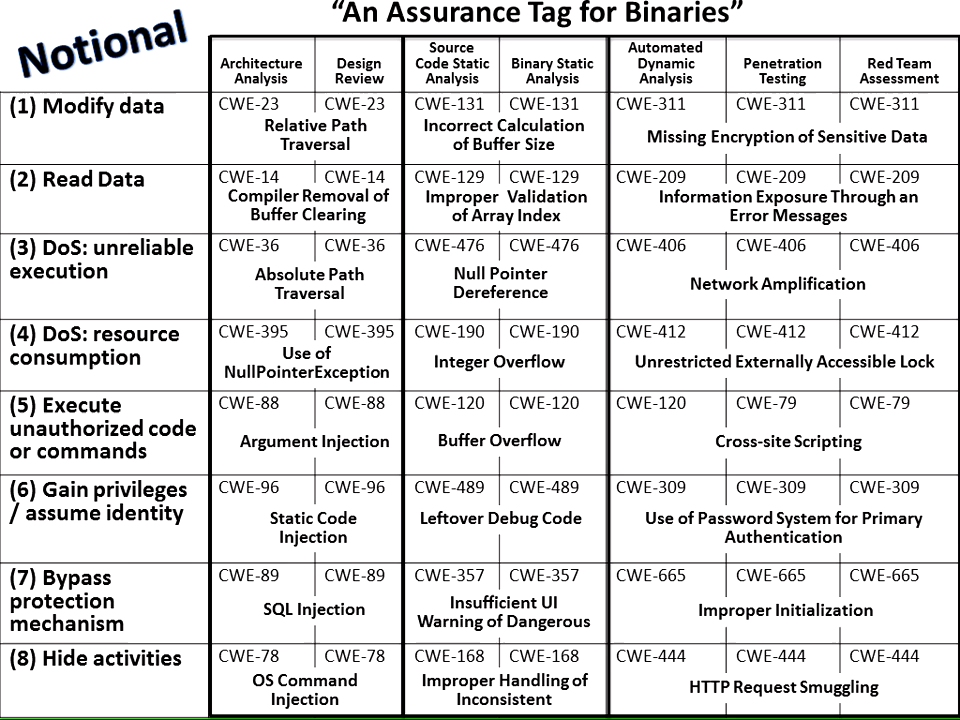 “An Assurance Tag for Binaries”
Notional
Architecture Analysis
Design Review
Source Code Static Analysis
Binary Static Analysis
Automated Dynamic Analysis
Penetration Testing
Red Team Assessment
(1) Modify data
CWE-23 CWE-23 CWE-131 CWE-131 CWE-311 CWE-311 CWE-311
Relative Path
Traversal
Incorrect Calculation
of Buffer Size
Missing Encryption of Sensitive Data
(2) Read Data
CWE-14 CWE-14 CWE-129 CWE-129 CWE-209 CWE-209 CWE-209
Compiler Removal of
Buffer Clearing
Improper Validation
of Array Index
Information Exposure Through an
Error Messages
(3) DoS: unreliable
execution
CWE-36 CWE-36 CWE-476 CWE-476 CWE-406 CWE-406 CWE-406
Absolute Path
Traversal
Null Pointer
Dereference
Network Amplification
(4) DoS: resource
consumption
CWE-395 CWE-395 CWE-190 CWE-190 CWE-412 CWE-412 CWE-412
Use of
NullPointerException
Integer Overflow
Unrestricted Externally Accessible Lock
(5) Execute
unauthorized code
or commands
CWE-88 CWE-88 CWE-120 CWE-120 CWE-120 CWE-79 CWE-79
Argument Injection
Buffer Overflow
Cross-site Scripting
(6) Gain privileges
/ assume identity
CWE-96 CWE-96 CWE-489 CWE-489 CWE-309 CWE-309 CWE-309
Static Code
Injection
Leftover Debug Code
Use of Password System for Primary
Authentication
(7) Bypass
protection
mechanism
CWE-89 CWE-89 CWE-357 CWE-357 CWE-665 CWE-665 CWE-665
SQL Injection
Insufficient UI
Warning of Dangerous
Improper Initialization
(8) Hide activities
CWE-78 CWE-78 CWE-168 CWE-168 CWE-444 CWE-444 CWE-444
OS Command
Injection
Improper Handling of
Inconsistent
HTTP Request Smuggling